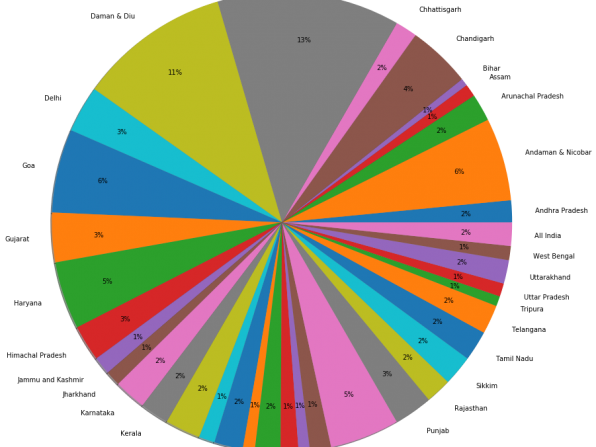 Chhattisgarh
Daman & Diu
13%
Chandigarh
2%
Bihar
11%
Assam
4%
Delhi
Arunachal Pradesh
1%
1%
3%
2%
Andaman & Nicobar
Goa
6%
6%
Andhra Pradesh
2%
All India
2%
Gujarat
3%
1%
West Bengal
2%
Uttarakhand
1%
5%
1%
Uttar Pradesh
Haryana
2%
Tripura
3%
2%
Telangana
1%
2%
Himachal Pradesh
1%
2%
2%
Tamil Nadu
Jammu and Kashmir
2%
3%
Sikkim
Jharkhand
2%
5%
Rajasthan
Karnataka
1%
2%
1%
2%
1%
1%
1%
Punjab
Kerala